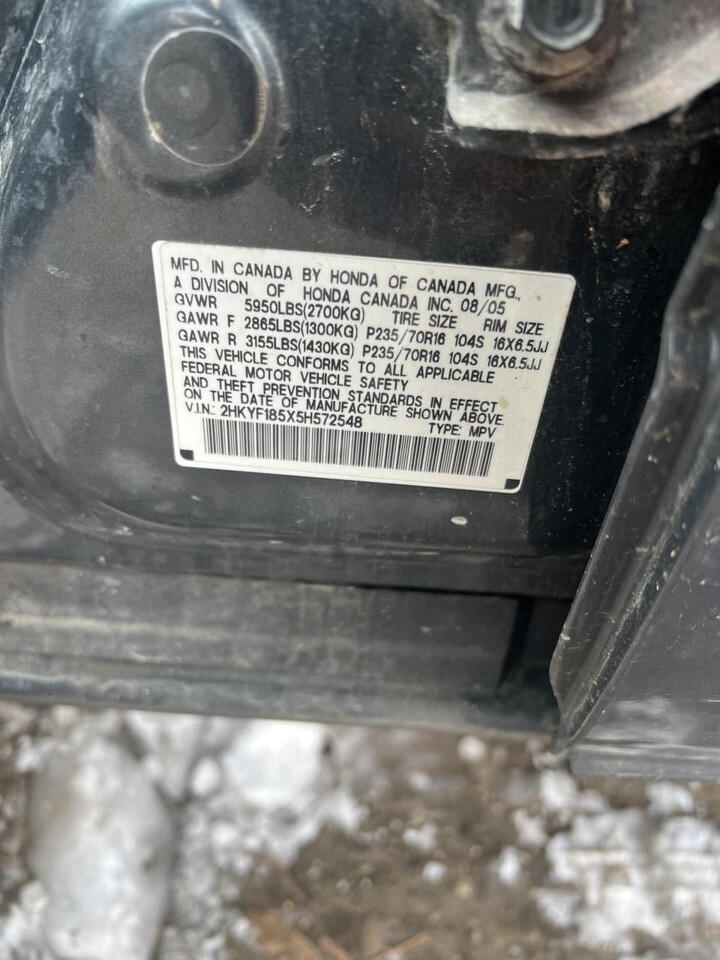 MFD. IN CANADA BY HONDA OF CANADA MFG.,
A DIVISION OF HONDA CANADA INC. 08/05
GVWR 5950LBS(2700KG) TIRE SIZE RIM SIZE
GAWR F 2865LBS(1300KG) P235/70R16 104S 16X6.5JJ
GAWR R 3155LBS(1430KG) P235/70R16 104S 16X6.5JJ
THIS VEHICLE CONFORMS TO ALL APPLICABLE
FEDERAL MOTOR VEHICLE SAFETY
AND THEFT PREVENTION STANDARDS IN EFFECT
ON THE DATE OF MANUFACTURE SHOWN ABOVE.
V.I.N.: 2HKYF185X5H572548 TYPE: MPV